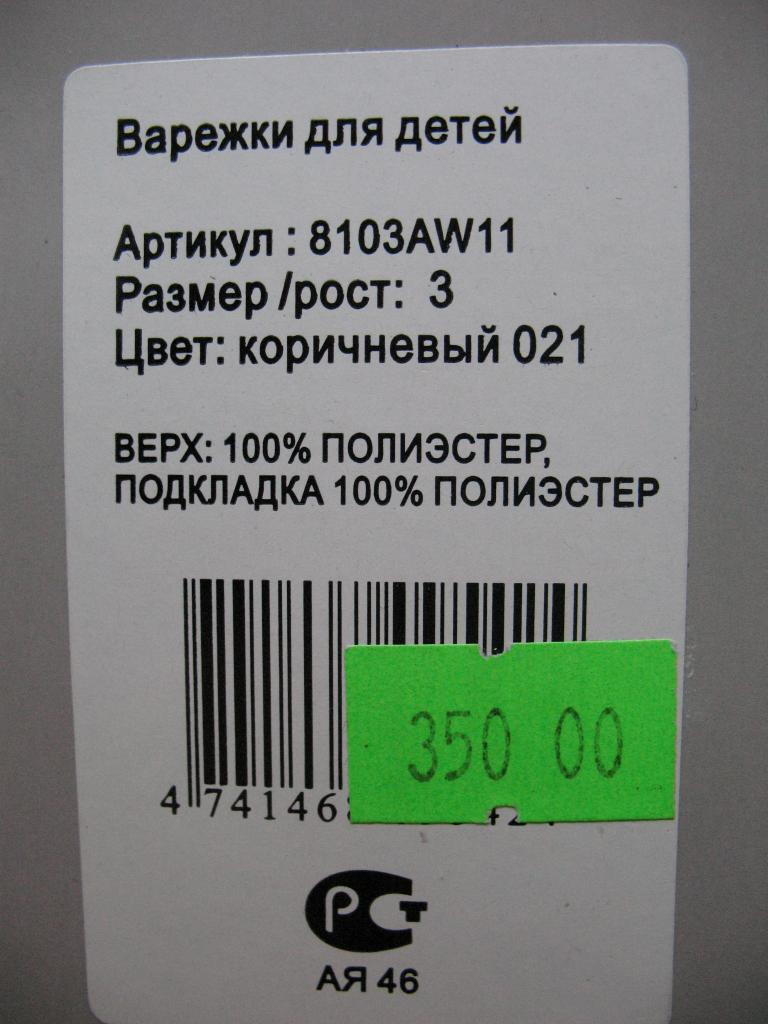 Варежки для детей
Артикул : 8103AW11
Размер /рост: 3
Цвет: коричневый 021
ВЕРХ: 100% ПОЛИЭСТЕР,
ПОДКЛАДКА 100% ПОЛИЭСТЕР
350 00
4 74146
РСТ
АЯ 46